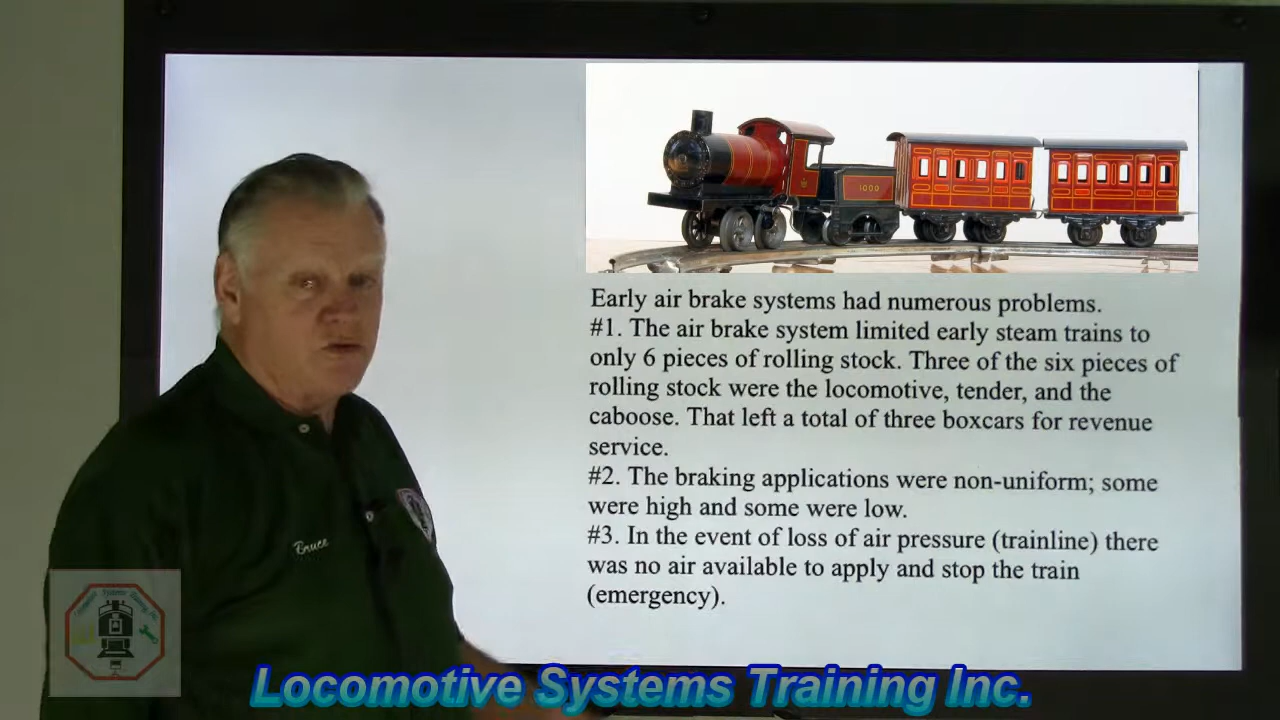 1000
Early air brake systems had numerous problems.
#1. The air brake system limited early steam trains to
only 6 pieces of rolling stock. Three of the six pieces of
rolling stock were the locomotive, tender, and the
caboose. That left a total of three boxcars for revenue
service.
#2. The braking applications were non-uniform; some
were high and some were low.
#3. In the event of loss of air pressure (trainline) there
was no air available to apply and stop the train
(emergency).
Bruce
Locomotive Systems Training Inc.
Locomotive Systems Training Inc.